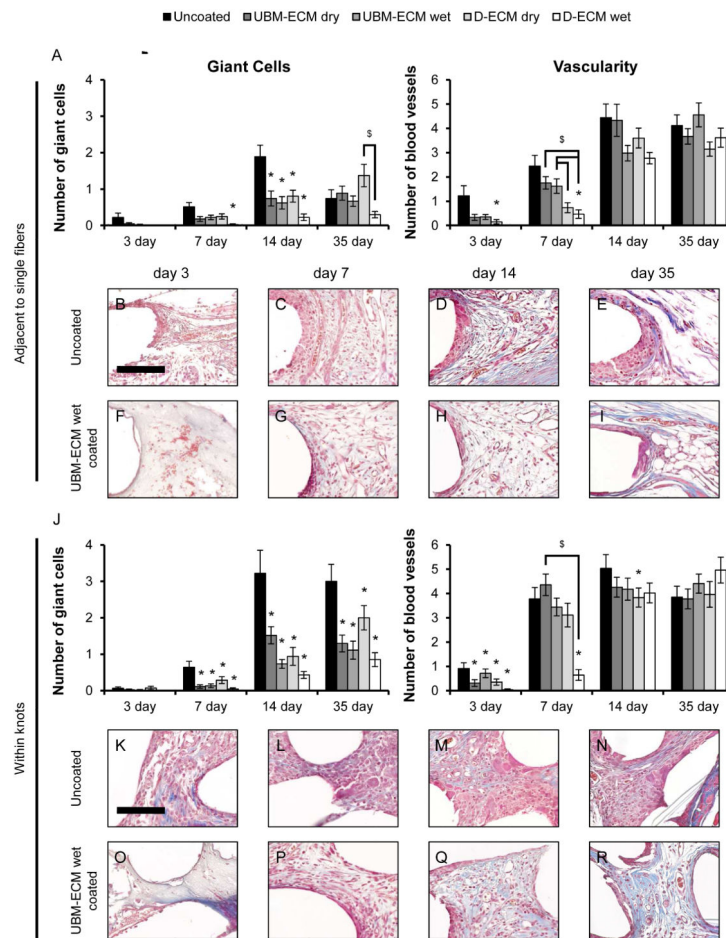 Uncoated UBM-ECM dry UBM-ECM wet D-ECM dry D-ECM wet
A
Giant Cells
Vascularity
Number of giant cells
4
3
2
1
0
* * * * * $
3 day 7 day 14 day 35 day
Number of blood vessels
6
5
4
3
2
1
0
* $ *
3 day 7 day 14 day 35 day
Adjacent to single fibers
day 3 day 7 day 14 day 35
Uncoated
B C D E
UBM-ECM wet
coated
F G H I
J
Number of giant cells
4
3
2
1
0
* * * * * * * * * * * *
3 day 7 day 14 day 35 day
Number of blood vessels
6
5
4
3
2
1
0
* * * * $ * *
3 day 7 day 14 day 35 day
Within knots
Uncoated
K L M N
UBM-ECM wet
coated
O P Q R